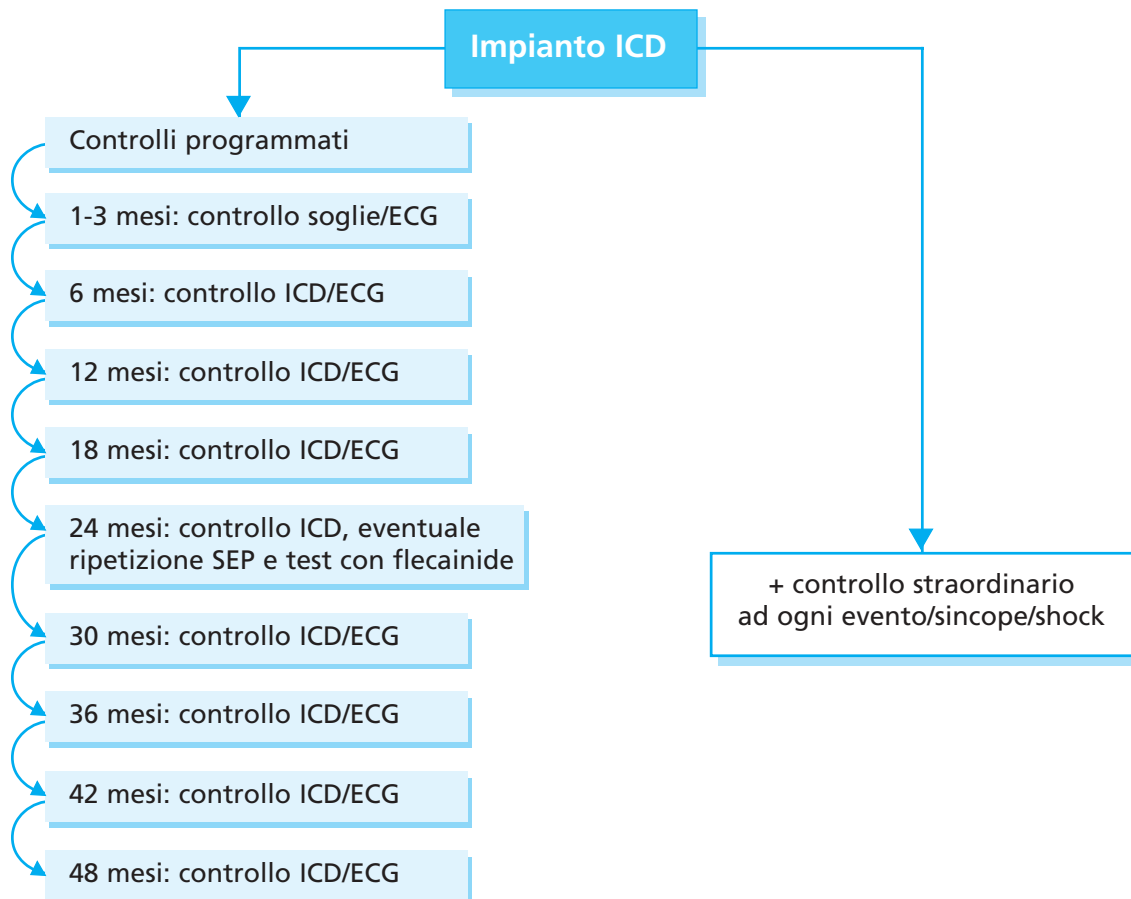 Impianto ICD
Controlli programmati
1-3 mesi: controllo soglie/ECG
6 mesi: controllo ICD/ECG
12 mesi: controllo ICD/ECG
18 mesi: controllo ICD/ECG
24 mesi: controllo ICD, eventuale
ripetizione SEP e test con flecainide
30 mesi: controllo ICD/ECG
36 mesi: controllo ICD/ECG
42 mesi: controllo ICD/ECG
48 mesi: controllo ICD/ECG
+ controllo straordinario
ad ogni evento/sincope/shock